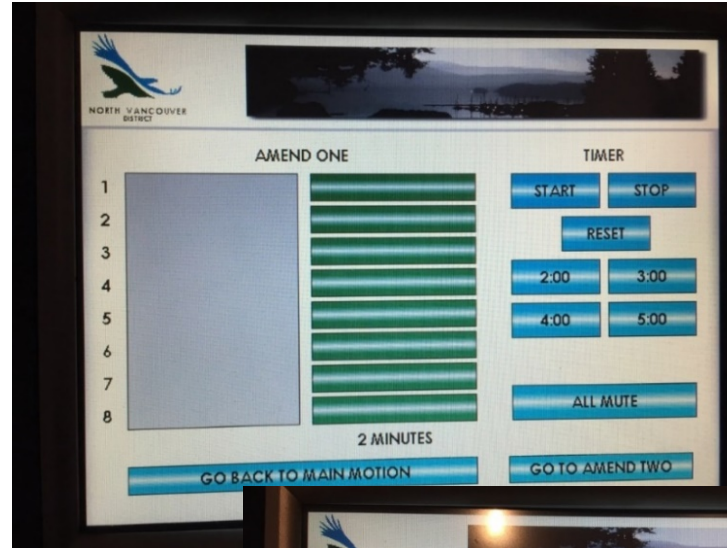 NORTH VANCOUVER
DISTRICT
AMEND ONE
TIMER
1
2
3
4
5
6
7
8
START STOP
RESET
2:00 3:00
4:00 5:00
ALL MUTE
2 MINUTES
GO BACK TO MAIN MOTION
GO TO AMEND TWO